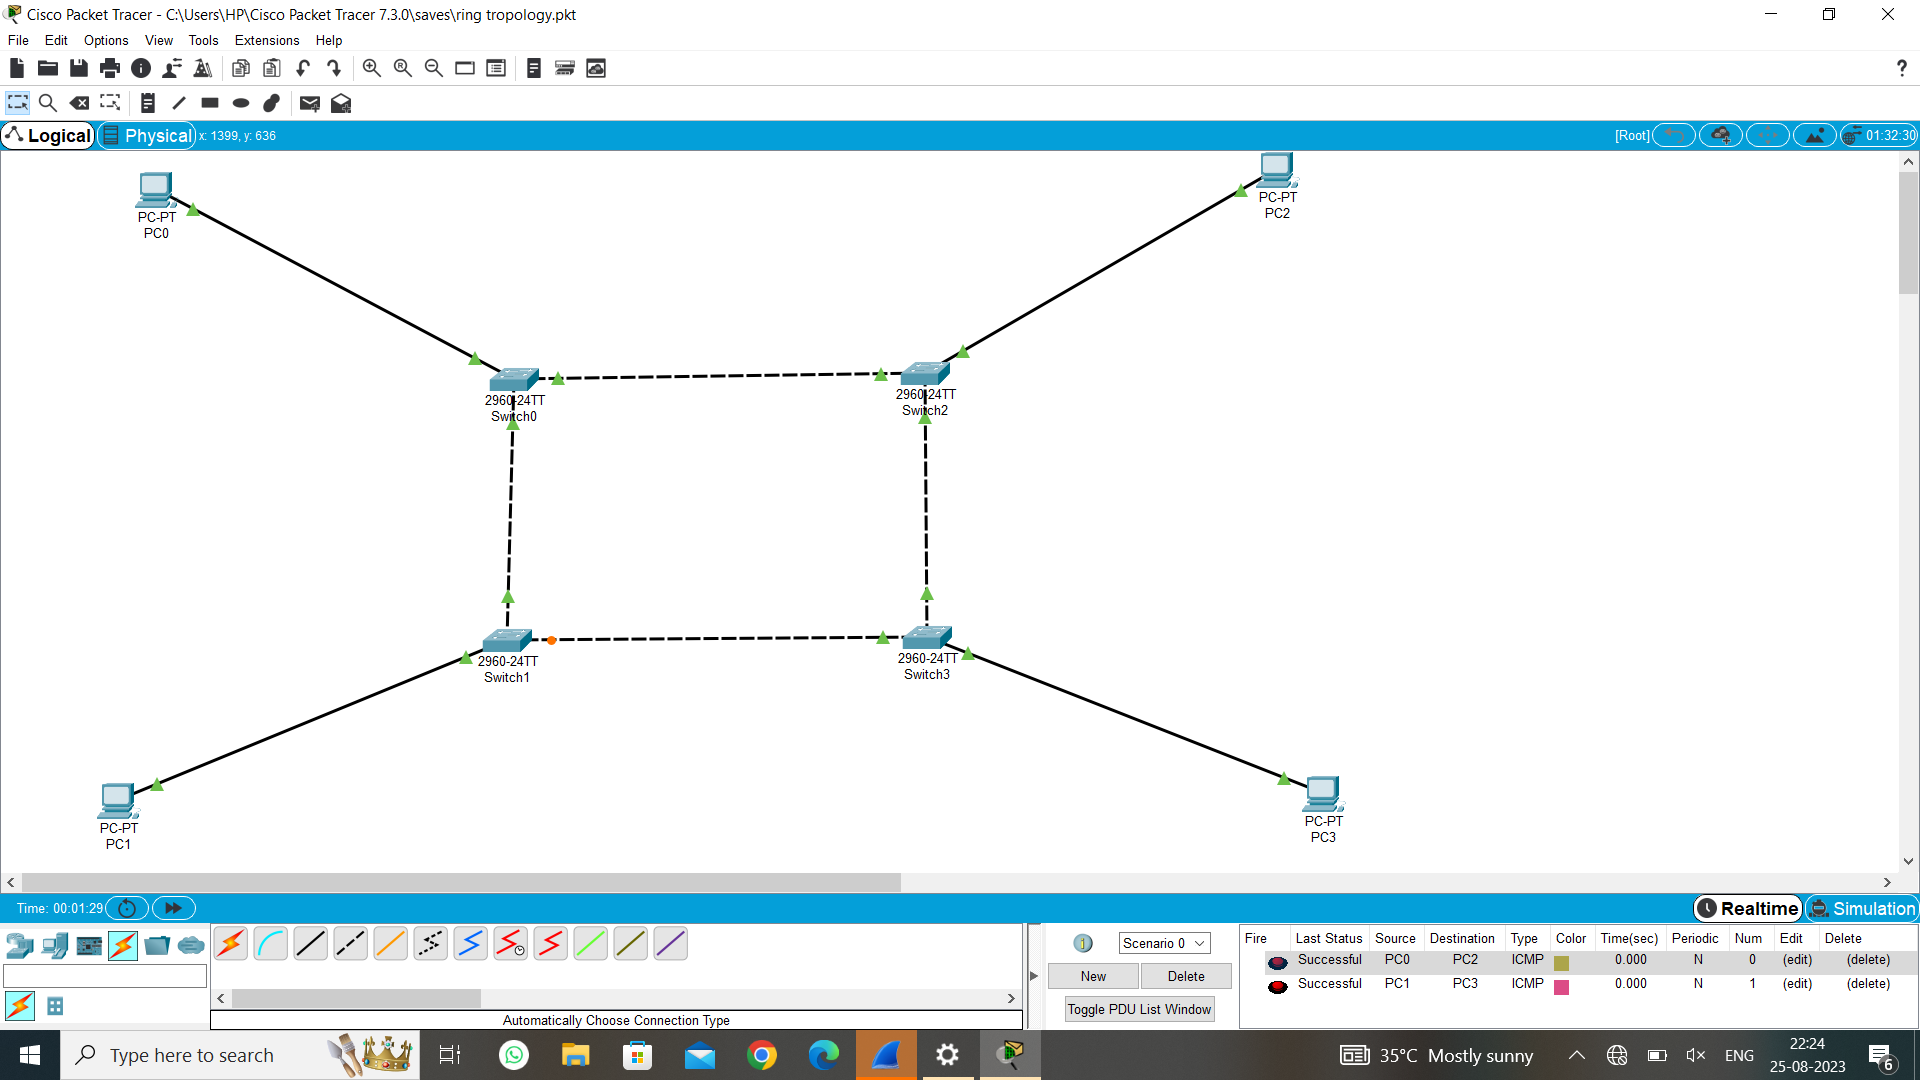 Cisco Packet Tracer - C:\Users\HP\Cisco Packet Tracer 7.3.0\saves\ring tropology.pkt
File Edit Options View Tools Extensions Help
?
Logical Physical x: 1399, y: 636 [Root] 01:32:30
PC-PT
PC0
PC-PT
PC2
2960-24TT
Switch0
2960-24TT
Switch2
2960-24TT
Switch1
2960-24TT
Switch3
PC-PT
PC1
PC-PT
PC3
Time: 00:01:29 Realtime Simulation
Scenario 0
New Delete
Toggle PDU List Window
Fire Last Status Source Destination Type Color Time(sec) Periodic Num Edit Delete
Successful PC0 PC2 ICMP 0.000 N 0 (edit) (delete)
Successful PC1 PC3 ICMP 0.000 N 1 (edit) (delete)
Automatically Choose Connection Type
Type here to search
35°C Mostly sunny
ENG
22:24
25-08-2023
6